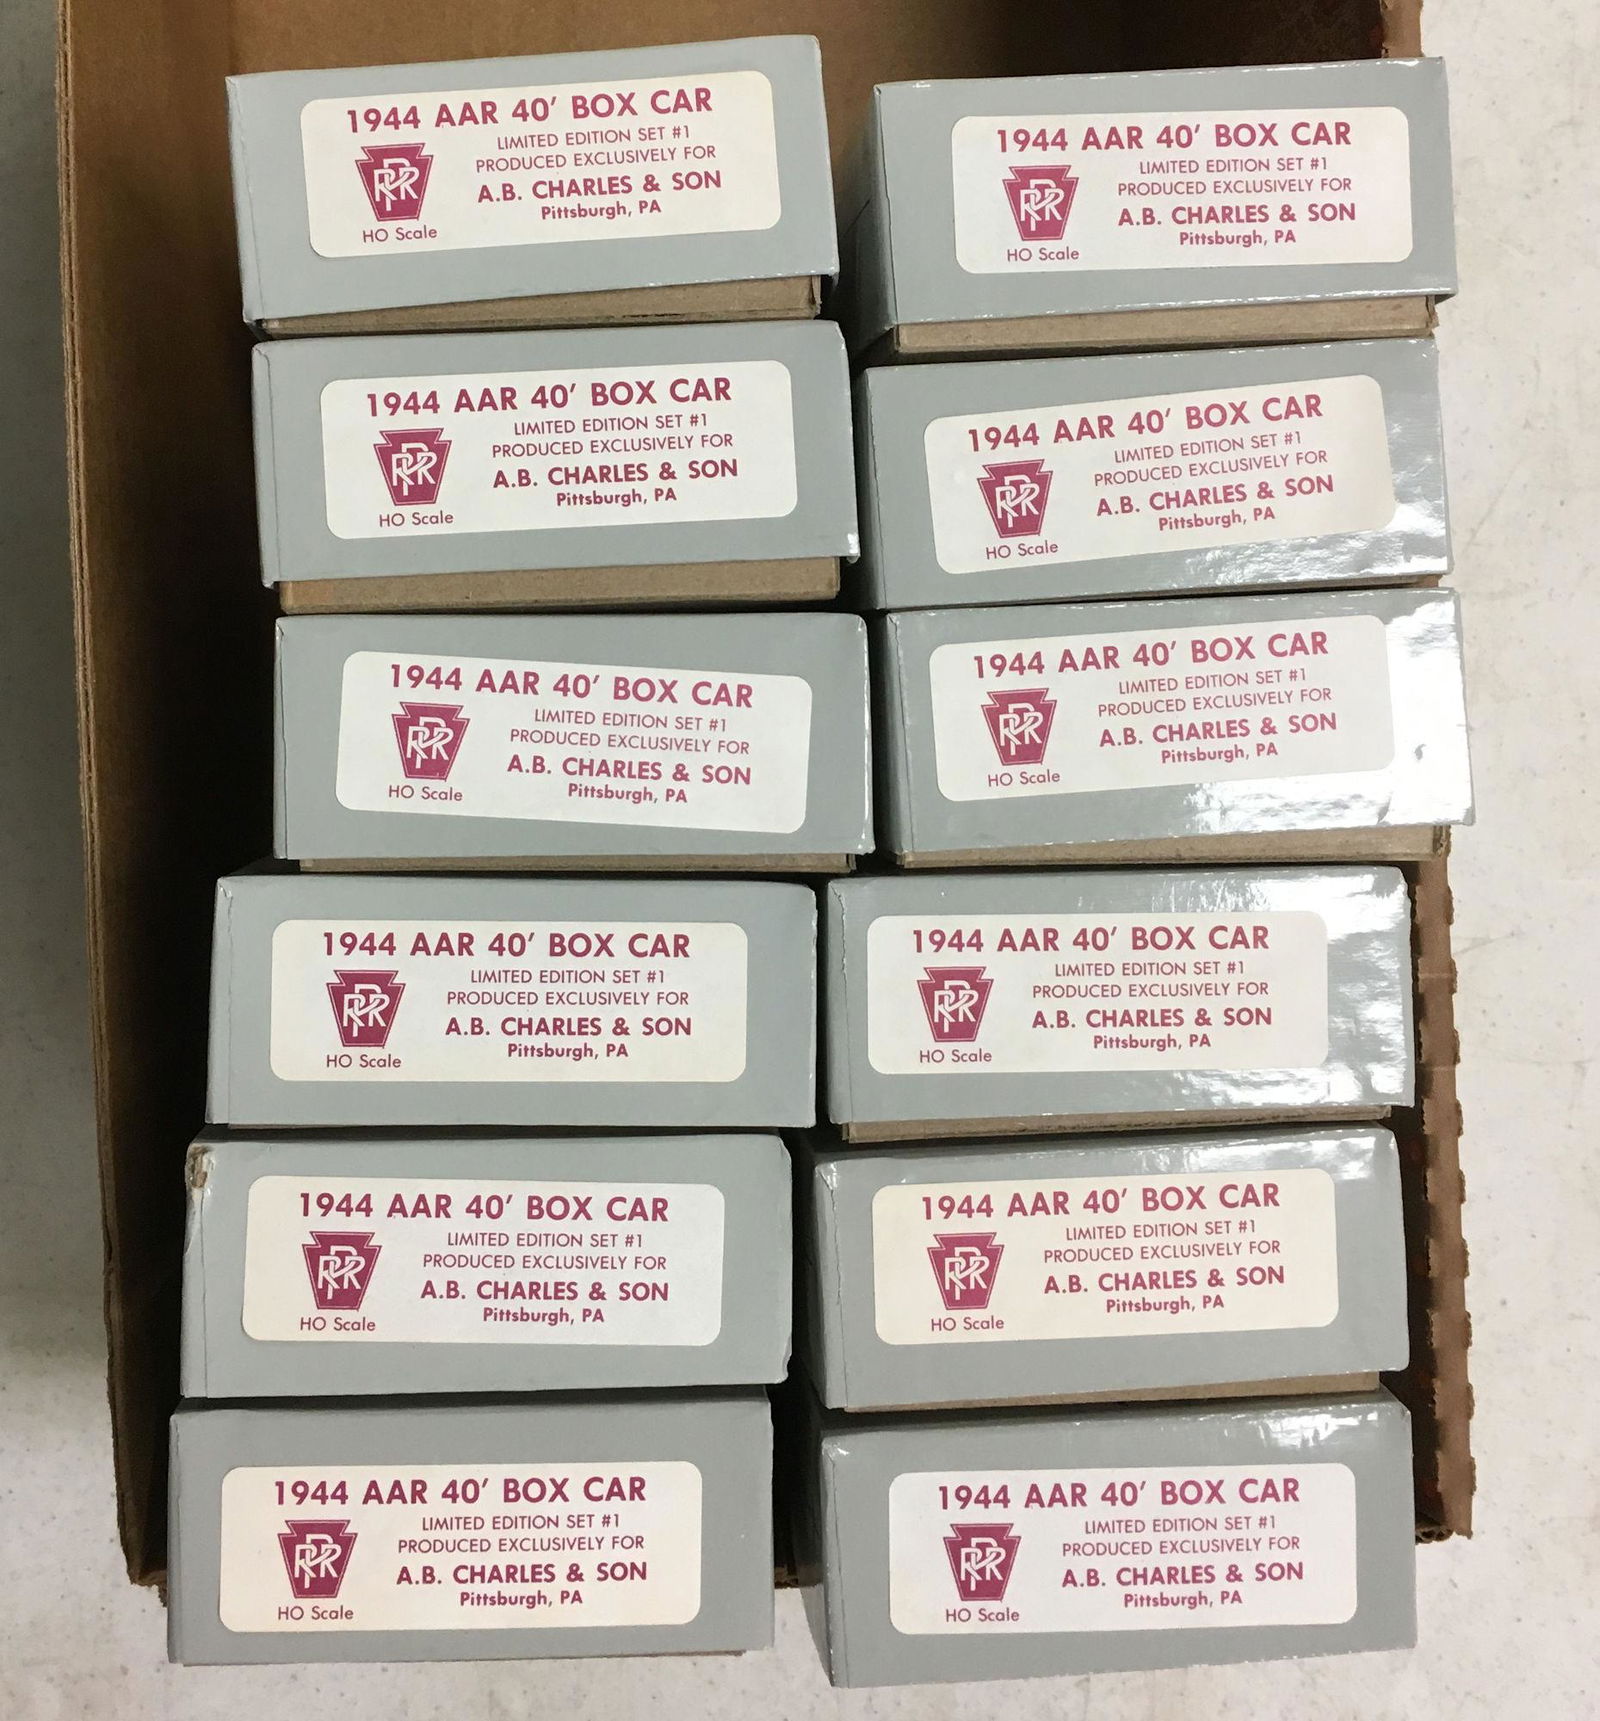 1944 AAR 40' BOX CAR
LIMITED EDITION SET #1
PRODUCED EXCLUSIVELY FOR
A.B. CHARLES & SON
Pittsburgh, PA
PRR
HO Scale
1944 AAR 40' BOX CAR
LIMITED EDITION SET #1
PRODUCED EXCLUSIVELY FOR
A.B. CHARLES & SON
Pittsburgh, PA
PRR
HO Scale
1944 AAR 40' BOX CAR
LIMITED EDITION SET #1
PRODUCED EXCLUSIVELY FOR
A.B. CHARLES & SON
Pittsburgh, PA
PRR
HO Scale
1944 AAR 40' BOX CAR
LIMITED EDITION SET #1
PRODUCED EXCLUSIVELY FOR
A.B. CHARLES & SON
Pittsburgh, PA
PRR
HO Scale
1944 AAR 40' BOX CAR
LIMITED EDITION SET #1
PRODUCED EXCLUSIVELY FOR
A.B. CHARLES & SON
Pittsburgh, PA
PRR
HO Scale
1944 AAR 40' BOX CAR
LIMITED EDITION SET #1
PRODUCED EXCLUSIVELY FOR
A.B. CHARLES & SON
Pittsburgh, PA
PRR
HO Scale
1944 AAR 40' BOX CAR
LIMITED EDITION SET #1
PRODUCED EXCLUSIVELY FOR
A.B. CHARLES & SON
Pittsburgh, PA
PRR
HO Scale
1944 AAR 40' BOX CAR
LIMITED EDITION SET #1
PRODUCED EXCLUSIVELY FOR
A.B. CHARLES & SON
Pittsburgh, PA
PRR
HO Scale
1944 AAR 40' BOX CAR
LIMITED EDITION SET #1
PRODUCED EXCLUSIVELY FOR
A.B. CHARLES & SON
Pittsburgh, PA
PRR
HO Scale
1944 AAR 40' BOX CAR
LIMITED EDITION SET #1
PRODUCED EXCLUSIVELY FOR
A.B. CHARLES & SON
Pittsburgh, PA
PRR
HO Scale
1944 AAR 40' BOX CAR
LIMITED EDITION SET #1
PRODUCED EXCLUSIVELY FOR
A.B. CHARLES & SON
Pittsburgh, PA
PRR
HO Scale
1944 AAR 40' BOX CAR
LIMITED EDITION SET #1
PRODUCED EXCLUSIVELY FOR
A.B. CHARLES & SON
Pittsburgh, PA
PRR
HO Scale